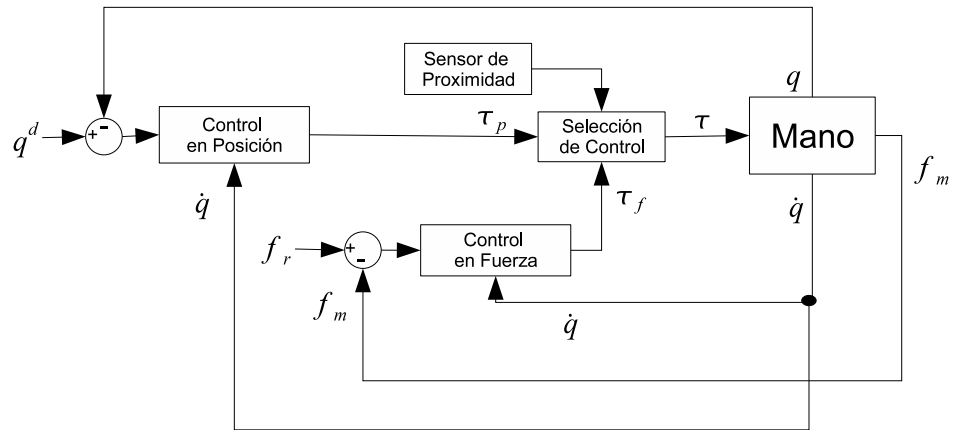 Sensor de
Proximidad
q
q^d
+
-
Control
en Posición
τ_p
Selección
de Control
τ
Mano
f_m
q̇
q̇
τ_f
f_r
+
-
Control
en Fuerza
f_m
q̇